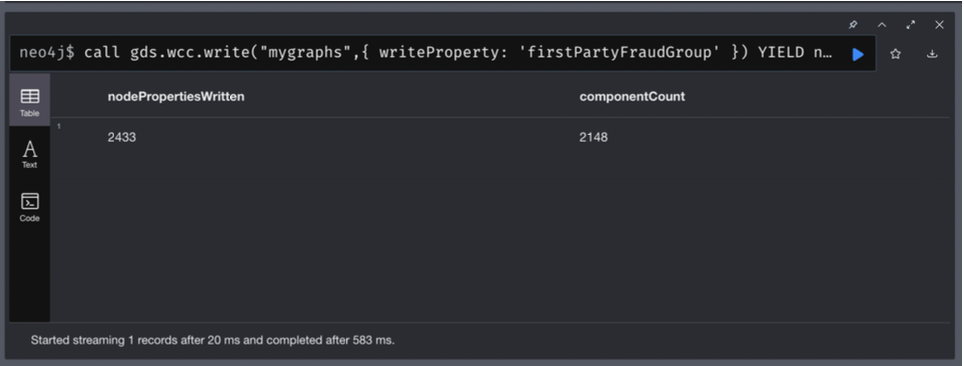 neo4j$ call gds.wcc.write("mygraphs",{ writeProperty: 'firstPartyFraudGroup' }) YIELD n…
Table
nodePropertiesWritten componentCount
1 2433 2148
A
Text
>_
Code
Started streaming 1 records after 20 ms and completed after 583 ms.